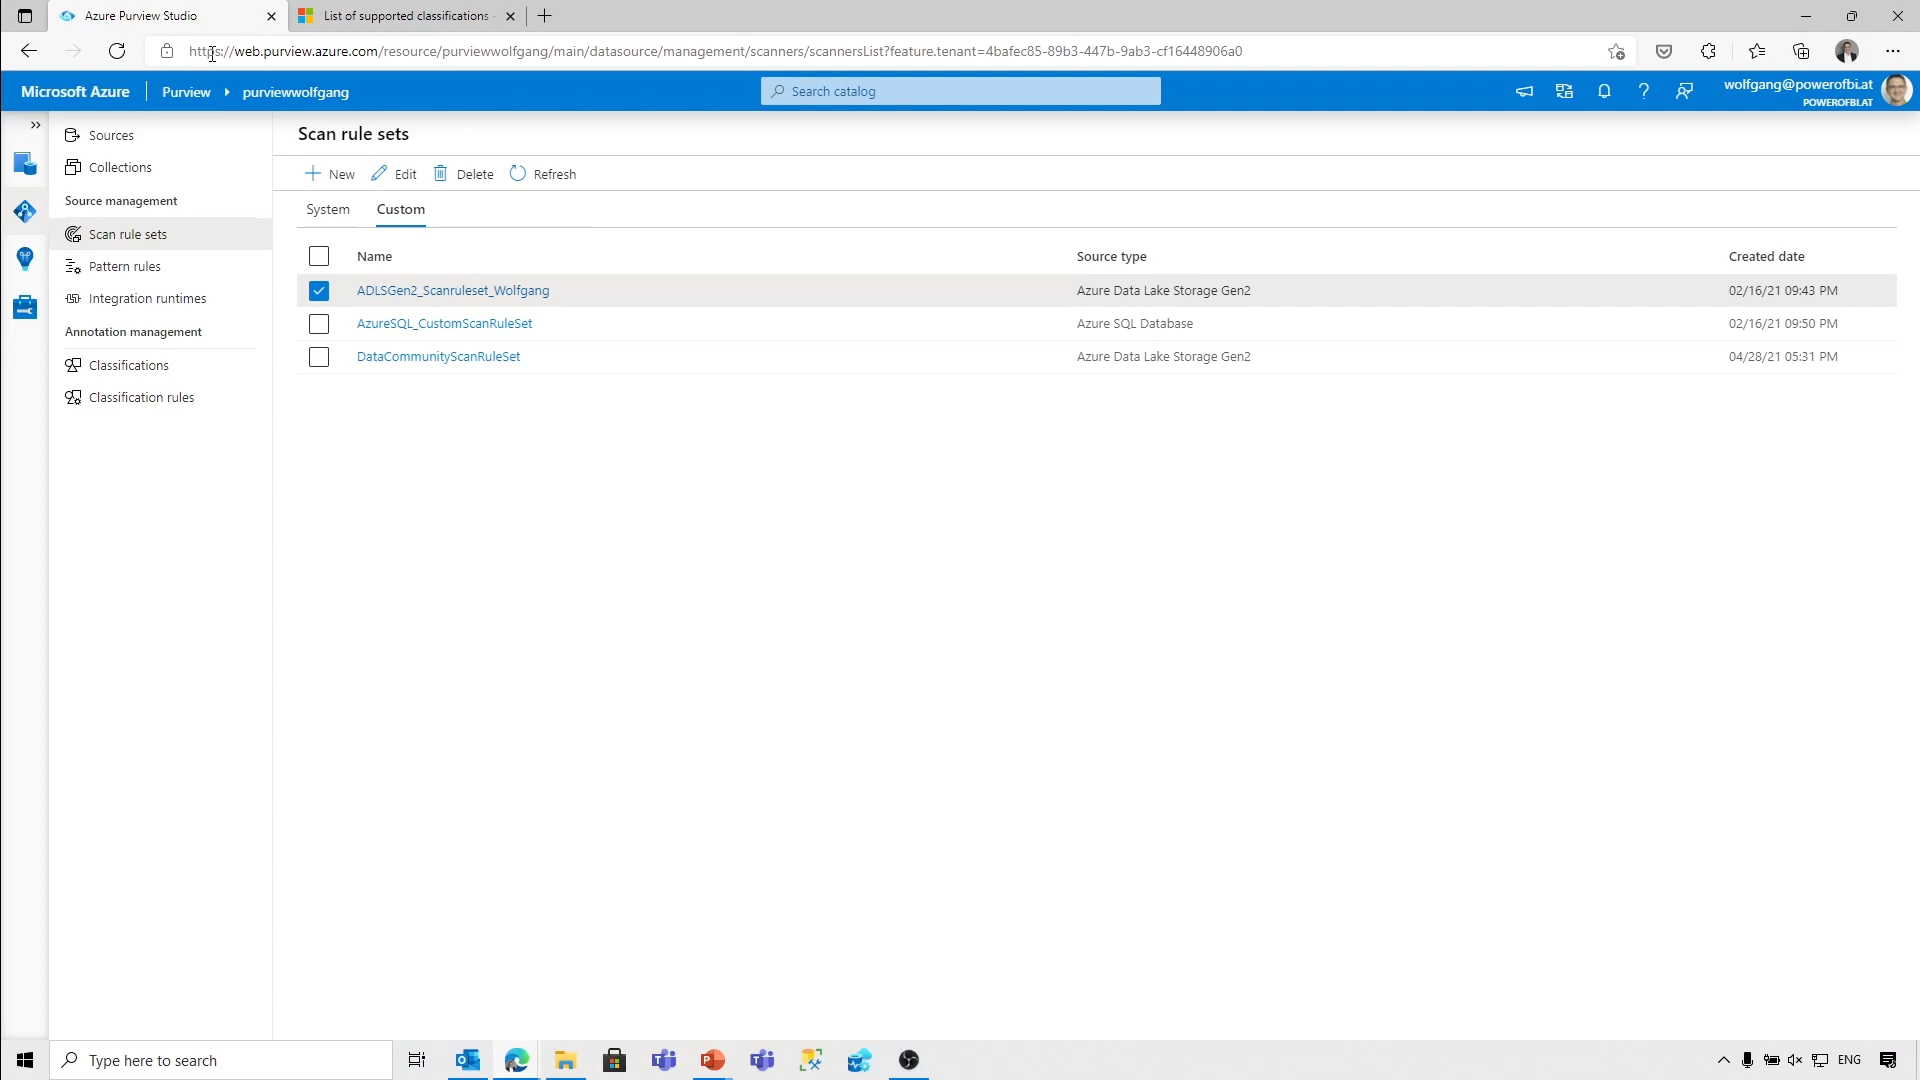 Azure Purview Studio
List of supported classifications -
https://web.purview.azure.com/resource/purviewwolfgang/main/datasource/management/scanners/scannersList?feature.tenant=4bafec85-89b3-447b-9ab3-cf16448906a0
Microsoft Azure
Purview
purviewwolfgang
Search catalog
wolfgang@powerofbi.at
POWEROFBI.AT
Sources
Collections
Source management
Scan rule sets
Pattern rules
Integration runtimes
Annotation management
Classifications
Classification rules
Scan rule sets
New Edit Delete Refresh
System Custom
Name Source type Created date
ADLSGen2_Scanruleset_Wolfgang Azure Data Lake Storage Gen2 02/16/21 09:43 PM
AzureSQL_CustomScanRuleSet Azure SQL Database 02/16/21 09:50 PM
DataCommunityScanRuleSet Azure Data Lake Storage Gen2 04/28/21 05:31 PM
Type here to search
ENG